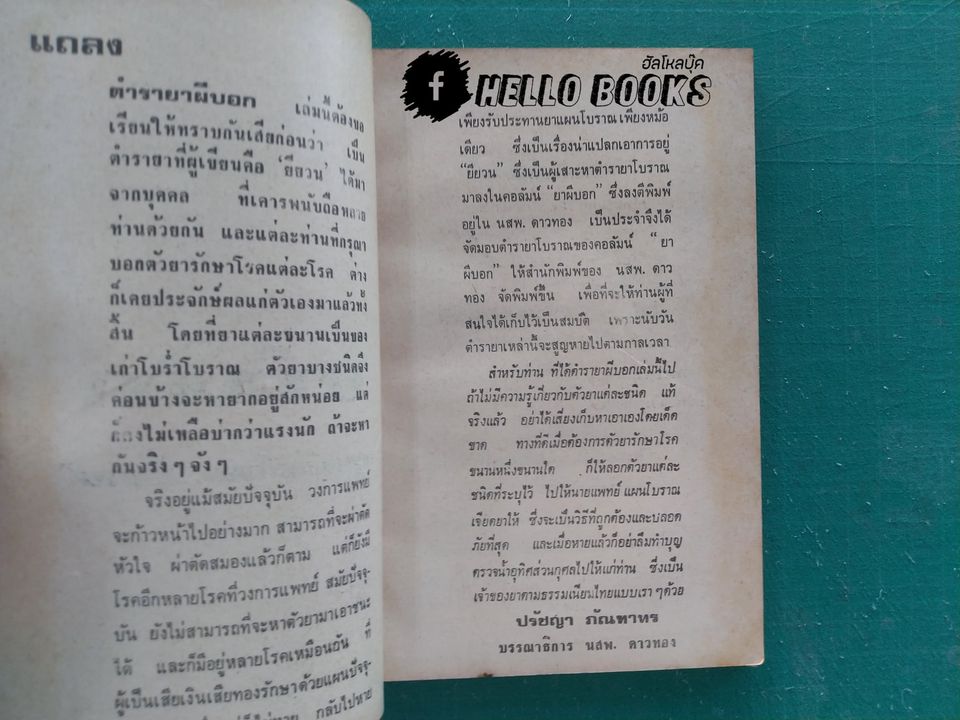 แถลง
ตำรายาผีบอก เล่มนี้ต้องขอ
เรียนให้ทราบกันเสียก่อนว่า เป็น
ตำรายาที่ผู้เขียนคือ ‘ยียวน’ ได้มา
จากบุคคล ที่เคารพนับถือหลาย
ท่านด้วยกัน และแต่ละท่านที่กรุณา
บอกตัวยารักษาโรคแต่ละโรค ต่าง
ก็เคยประจักษ์ผลแก่ตัวเองมาแล้วทั้ง
สิ้น โดยที่ยาแต่ละขนานเป็นของ
เก่าโบร่ำโบราณ ตัวยาบางชนิดจึง
ค่อนข้างจะหายากอยู่สักหน่อย แต่
ก็คงไม่เหลือบ่ากว่าแรงนัก ถ้าจะหา
กันจริง ๆ จัง ๆ
จริงอยู่แม้สมัยปัจจุบัน วงการแพทย์
จะก้าวหน้าไปอย่างมาก สามารถที่จะผ่าตัด
หัวใจ ผ่าตัดสมองแล้วก็ตาม แต่ก็ยังมี
โรคอีกหลายโรคที่วงการแพทย์ สมัยปัจจุ-
บัน ยังไม่สามารถที่จะหาตัวยามาเอาชนะ
ได้ และก็มีอยู่หลายโรคเหมือนกัน ที่
ผู้เป็นเสียเงินเสียทองรักษาด้วยแผนปัจจุ-
กลับไปหาย
ฮัลโหลบุ๊ค
f HELLO BOOKS
เพียงรับประทานยาแผนโบราณ เพียงหม้อ
เดียว ซึ่งเป็นเรื่องน่าแปลกเอาการอยู่
“ยียวน” ซึ่งเป็นผู้เสาะหาตำรายาโบราณ
มาลงในคอลัมน์ “ยาผีบอก” ซึ่งลงตีพิมพ์
อยู่ใน นสพ. ดาวทอง เป็นประจำจึงได้
จัดมอบตำรายาโบราณของคอลัมน์ “ยา
ผีบอก” ให้สำนักพิมพ์ของ นสพ. ดาว
ทอง จัดพิมพ์ขึ้น เพื่อที่จะให้ท่านผู้ที่
สนใจได้เก็บไว้เป็นสมบัติ เพราะนับวัน
ตำรายาเหล่านี้จะสูญหายไปตามกาลเวลา
สำหรับท่าน ที่ได้ตำรายาผีบอกเล่มนี้ไป
ถ้าไม่มีความรู้เกี่ยวกับตัวยาแต่ละชนิด แท้
จริงแล้ว อย่าได้เสี่ยงเก็บหาเอาเองโดยเด็ด
ขาด ทางที่ดีเมื่อต้องการตัวยารักษาโรค
ขนานหนึ่งขนานใด ก็ให้ลอกตัวยาแต่ละ
ชนิดที่ระบุไว้ ไปให้นายแพทย์ แผนโบราณ
เจียดยาให้ ซึ่งจะเป็นวิธีที่ถูกต้องและปลอด
ภัยที่สุด และเมื่อหายแล้วก็อย่าลืมทำบุญ
ตรวจน้ำอุทิศส่วนกุศลไปให้แก่ท่าน ซึ่งเป็น
เจ้าของยาตามธรรมเนียมไทยแบบเรา ๆ ด้วย
ปรัชญา ภัณฑาทร
บรรณาธิการ นสพ. ดาวทอง